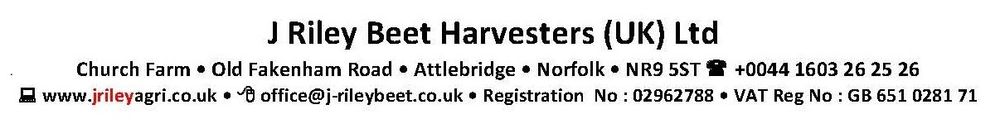 J Riley Beet Harvesters (UK) Ltd
Church Farm • Old Fakenham Road • Attlebridge • Norfolk • NR9 5ST ☎ +0044 1603 26 25 26
www.jrileyagri.co.uk • office@j-rileybeet.co.uk • Registration No : 02962788 • VAT Reg No : GB 651 0281 71